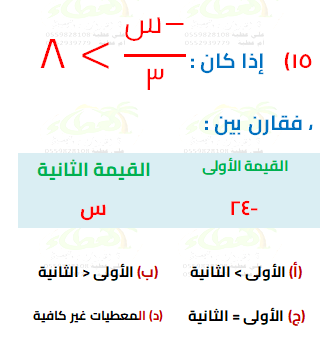 ١٥) إذا كان : −س/٣ < ٨
، فقارن بين :
القيمة الأولى القيمة الثانية
-٢٤ س
(أ) الأولى > الثانية (ب) الأولى < الثانية
(ج) الأولى = الثانية (د) المعطيات غير كافية